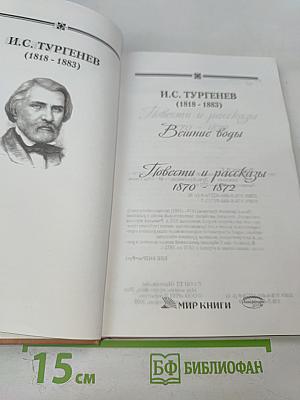 И.С. ТУРГЕНЕВ
(1818 - 1883)
И.С. ТУРГЕНЕВ
(1818 - 1883)
Вешние воды
Повести и рассказы
1870 - 1872
МИР КНИГИ
15 см
БФ БИБЛИОФАН